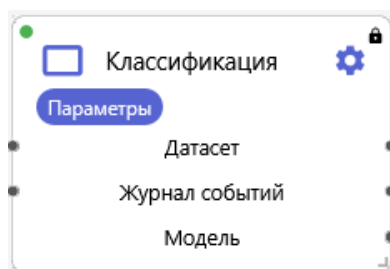 Классификация
Параметры
Датасет
Журнал событий
Модель